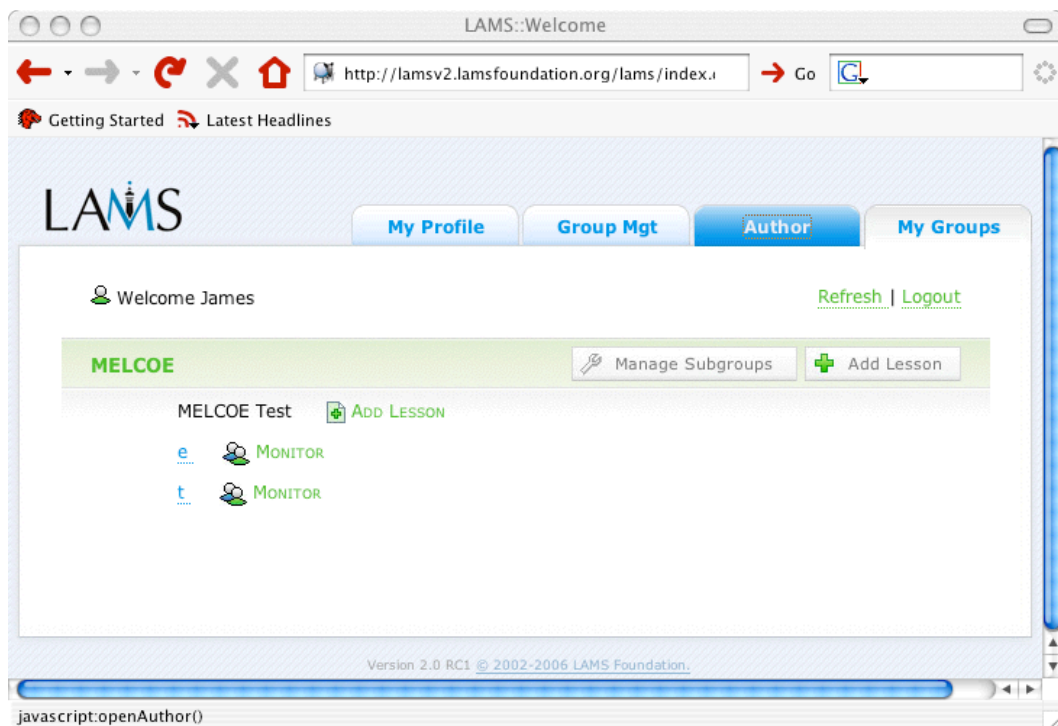 LAMS::Welcome
http://lamsv2.lamsfoundation.org/lams/index. Go G
Getting Started Latest Headlines
LAMS
My Profile Group Mgt Author My Groups
Welcome James Refresh | Logout
MELCOE Manage Subgroups Add Lesson
MELCOE Test ADD LESSON
e MONITOR
t MONITOR
Version 2.0 RC1 © 2002-2006 LAMS Foundation.
javascript:openAuthor()